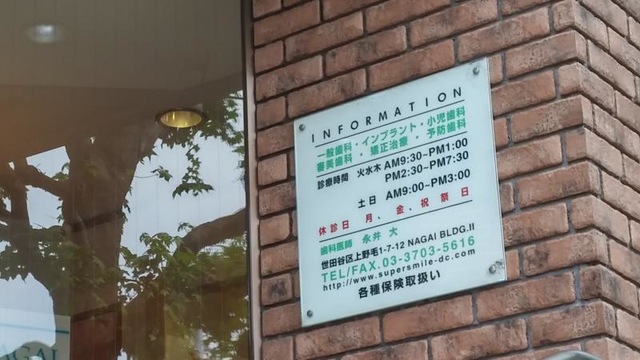 INFORMATION
一般歯科・インプラント・小児歯科
審美歯科・矯正治療・予防歯科
診療時間 火水木 AM9:30~PM1:00
PM2:30~PM7:30
土日 AM9:00~PM3:00
休診日 月、金、祝祭日
歯科医師 永井 大
世田谷区上野毛1-7-12 NAGAI BLDG.II
TEL/FAX.03-3703-5616
http://www.supersmile-dc.com
各種保険取扱い
NAGAI